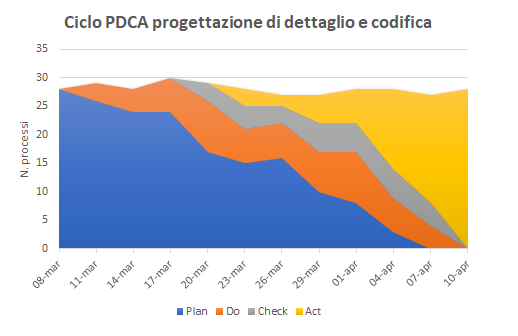 Ciclo PDCA progettazione di dettaglio e codifica
35
30
25
20
15
10
5
0
N. processi
08-mar
11-mar
14-mar
17-mar
20-mar
23-mar
26-mar
29-mar
01-apr
04-apr
07-apr
10-apr
Plan Do Check Act